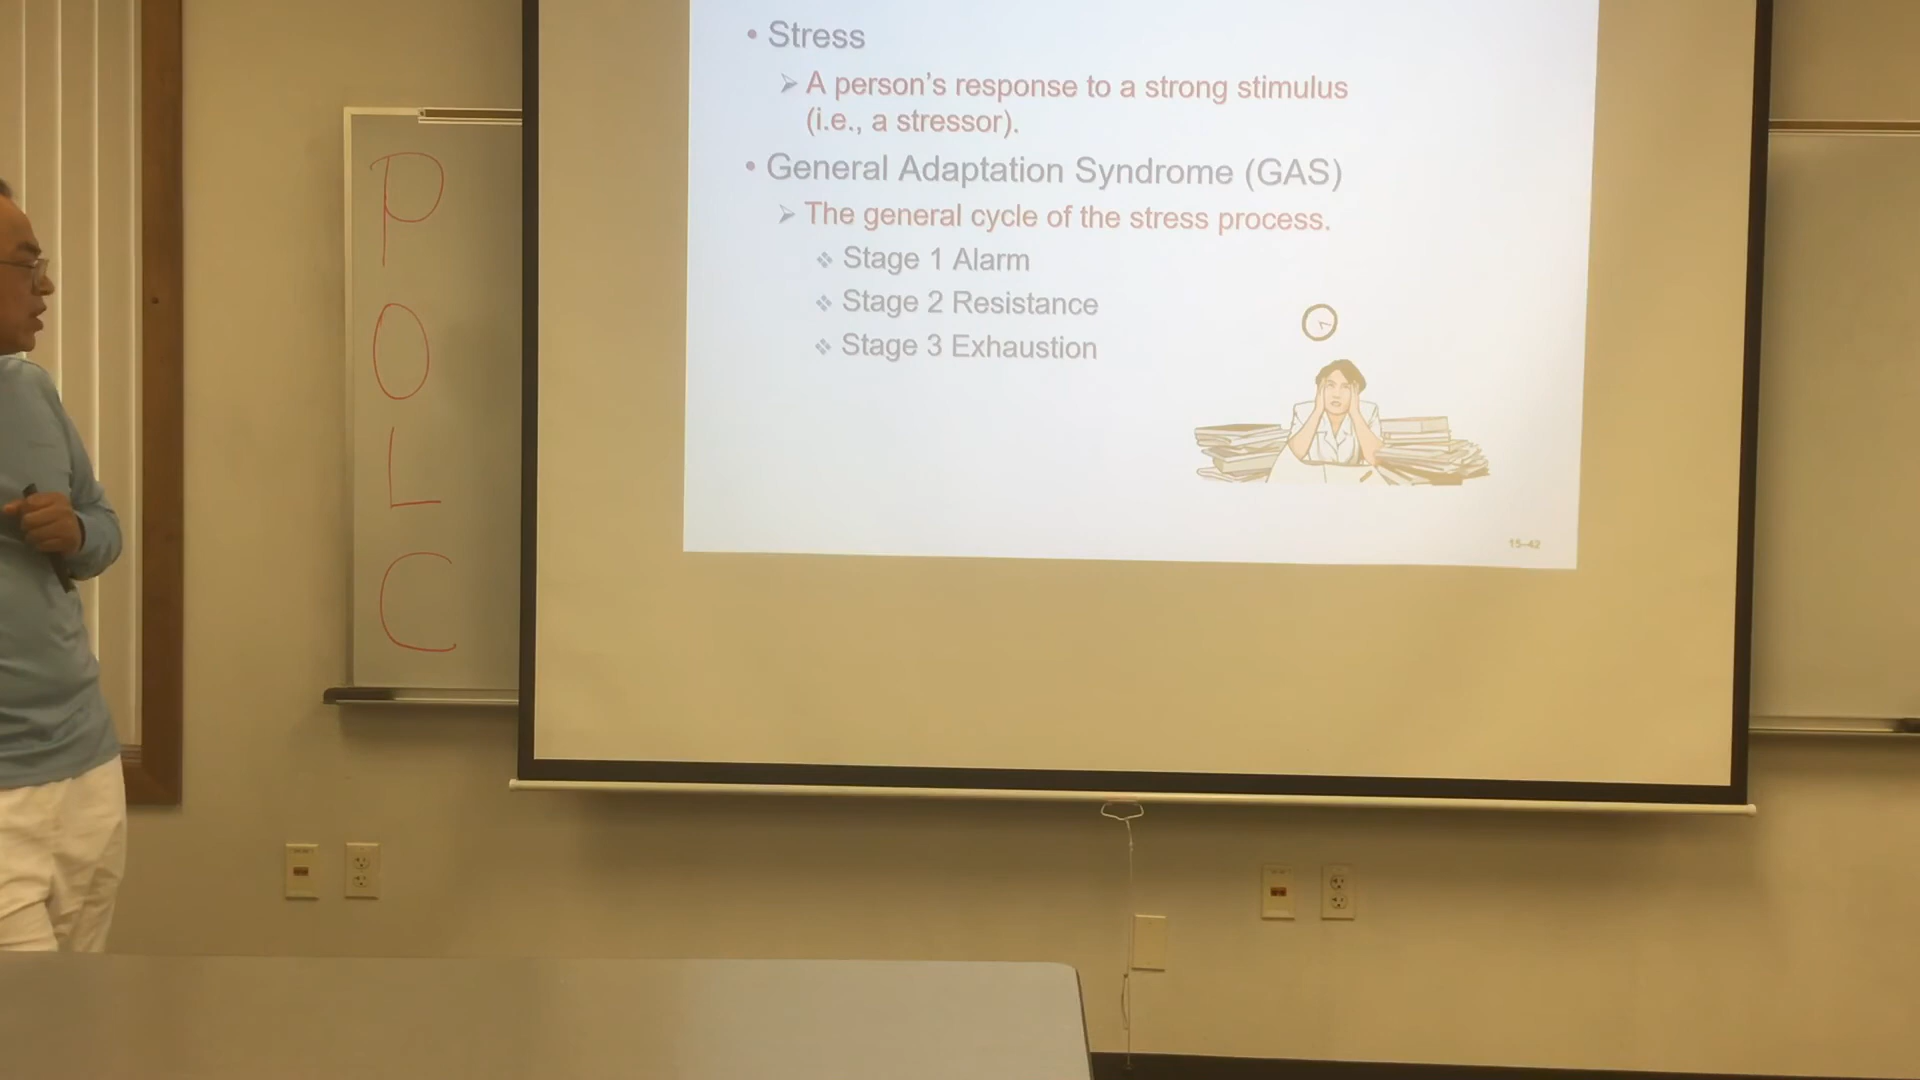 • Stress
➢ A person's response to a strong stimulus
(i.e., a stressor).
• General Adaptation Syndrome (GAS)
➢ The general cycle of the stress process.
❖ Stage 1 Alarm
❖ Stage 2 Resistance
❖ Stage 3 Exhaustion
15–42
P
O
L
C